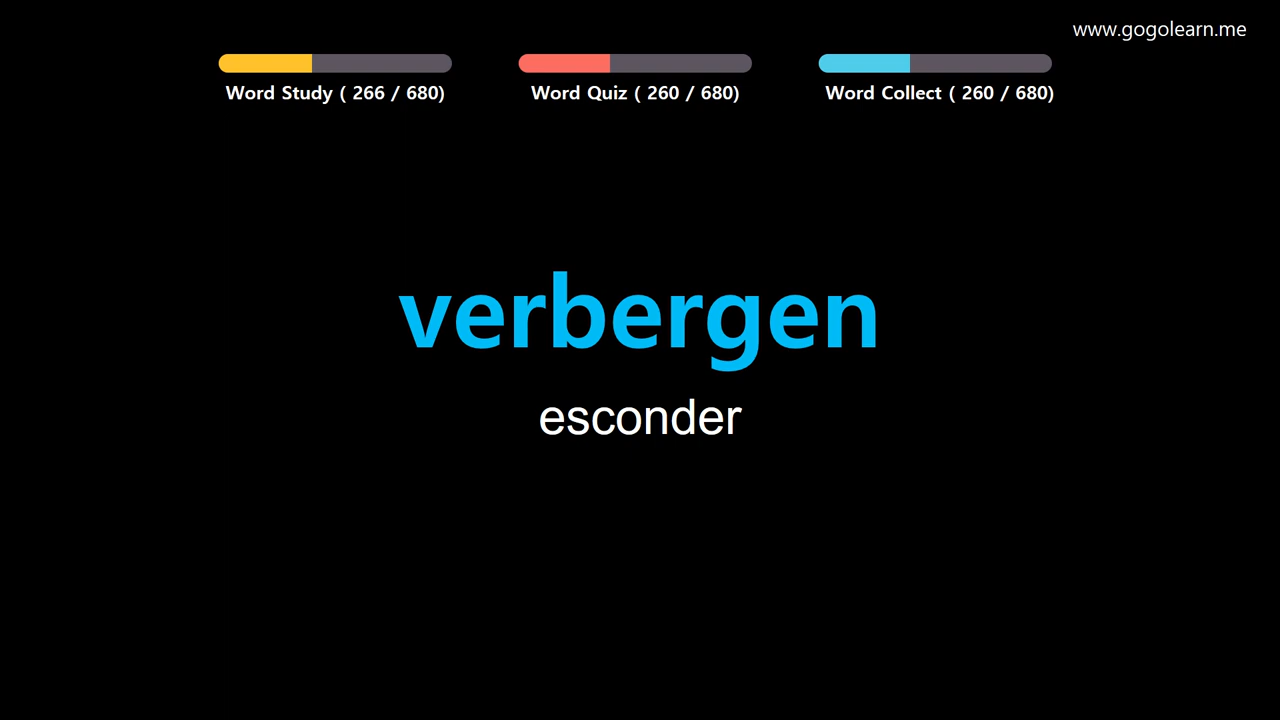 www.gogolearn.me
Word Study ( 266 / 680)
Word Quiz ( 260 / 680)
Word Collect ( 260 / 680)
verbergen
esconder